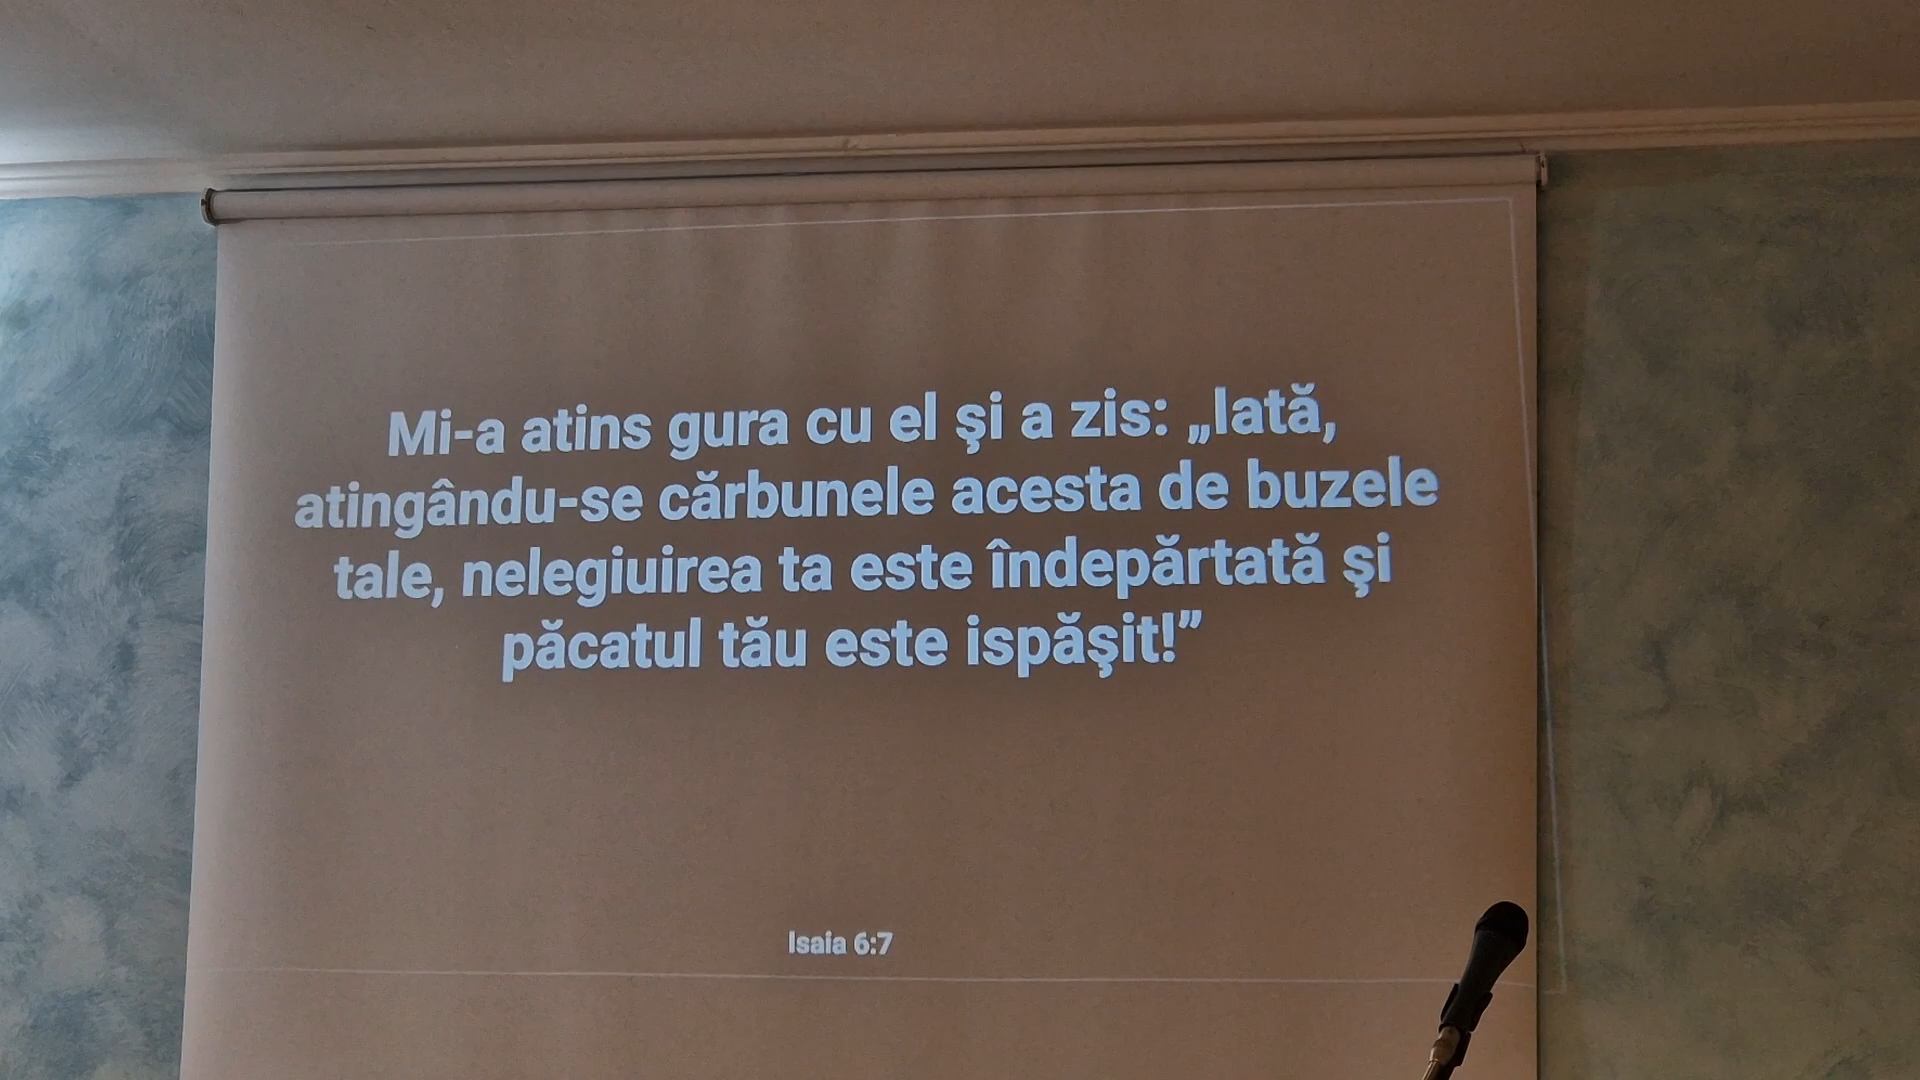 Mi-a atins gura cu el şi a zis: „Iată,
atingându-se cărbunele acesta de buzele
tale, nelegiuirea ta este îndepărtată şi
păcatul tău este ispăşit!”
Isaia 6:7